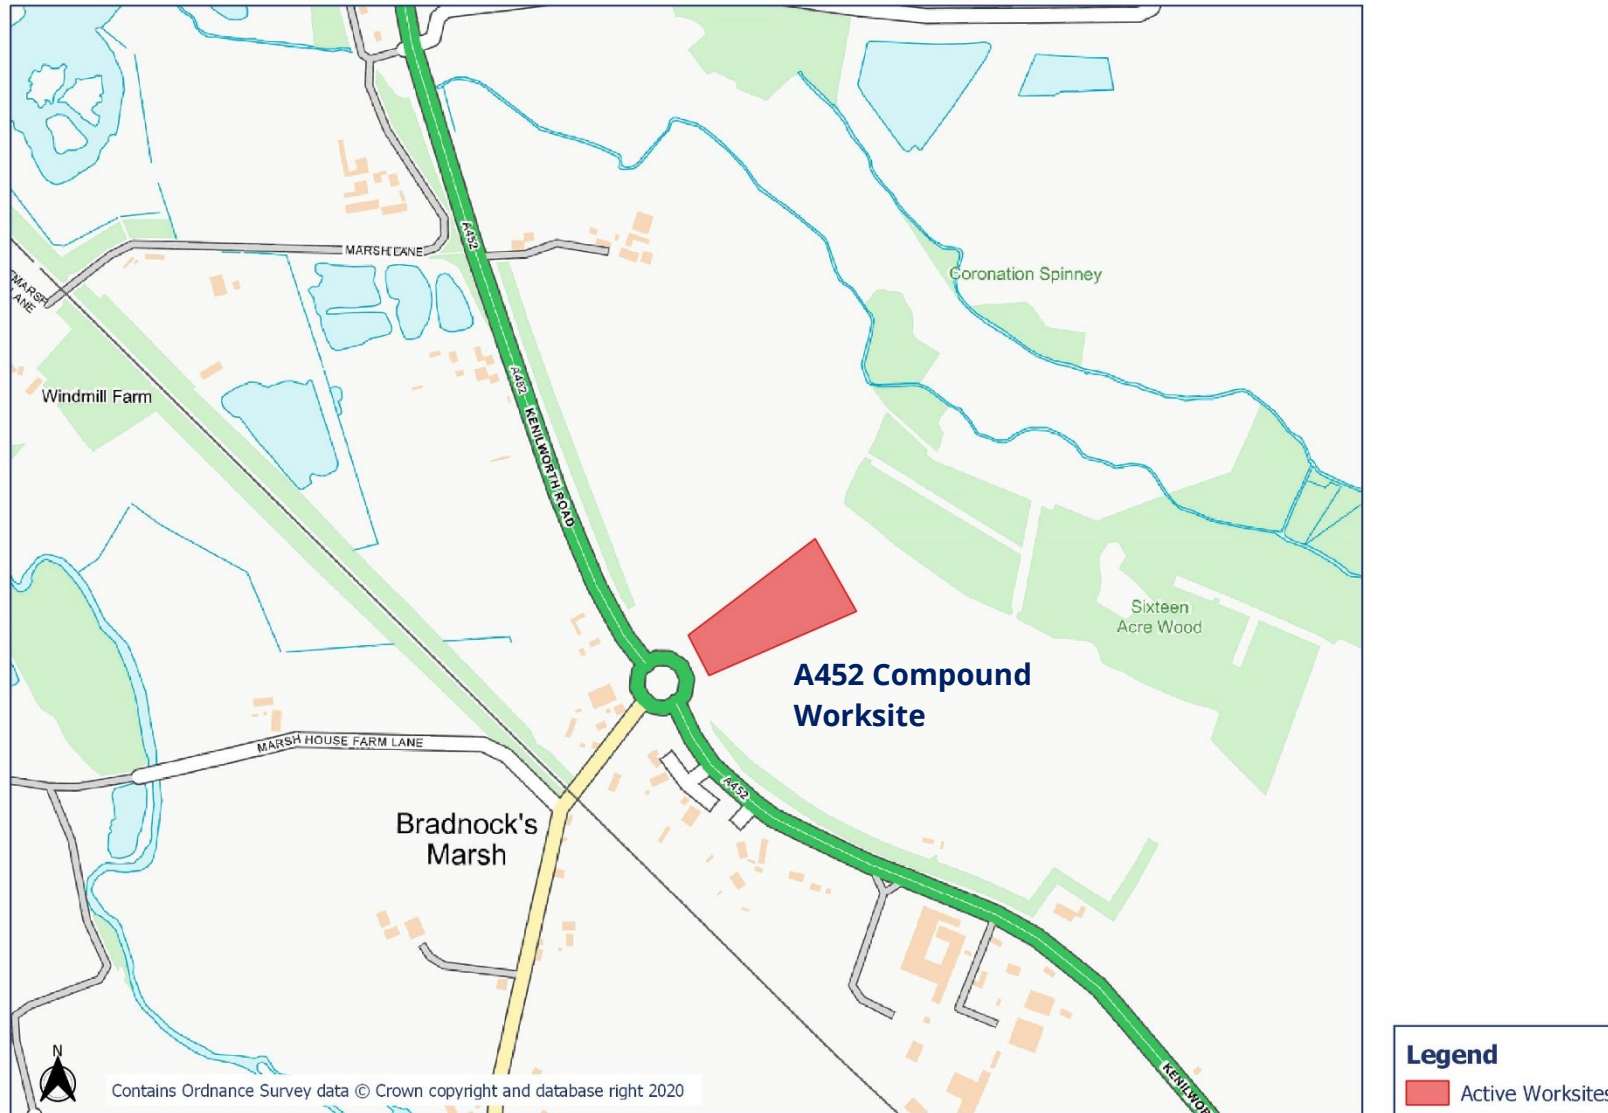 A452
MARSH LANE
Coronation Spinney
MARSH
LANE
A452
Windmill Farm
KENILWORTH ROAD
Sixteen
Acre Wood
A452 Compound
Worksite
MARSH HOUSE FARM LANE
A452
Bradnock's
Marsh
N
Contains Ordnance Survey data © Crown copyright and database right 2020
KENILWOR
Legend
Active Worksites